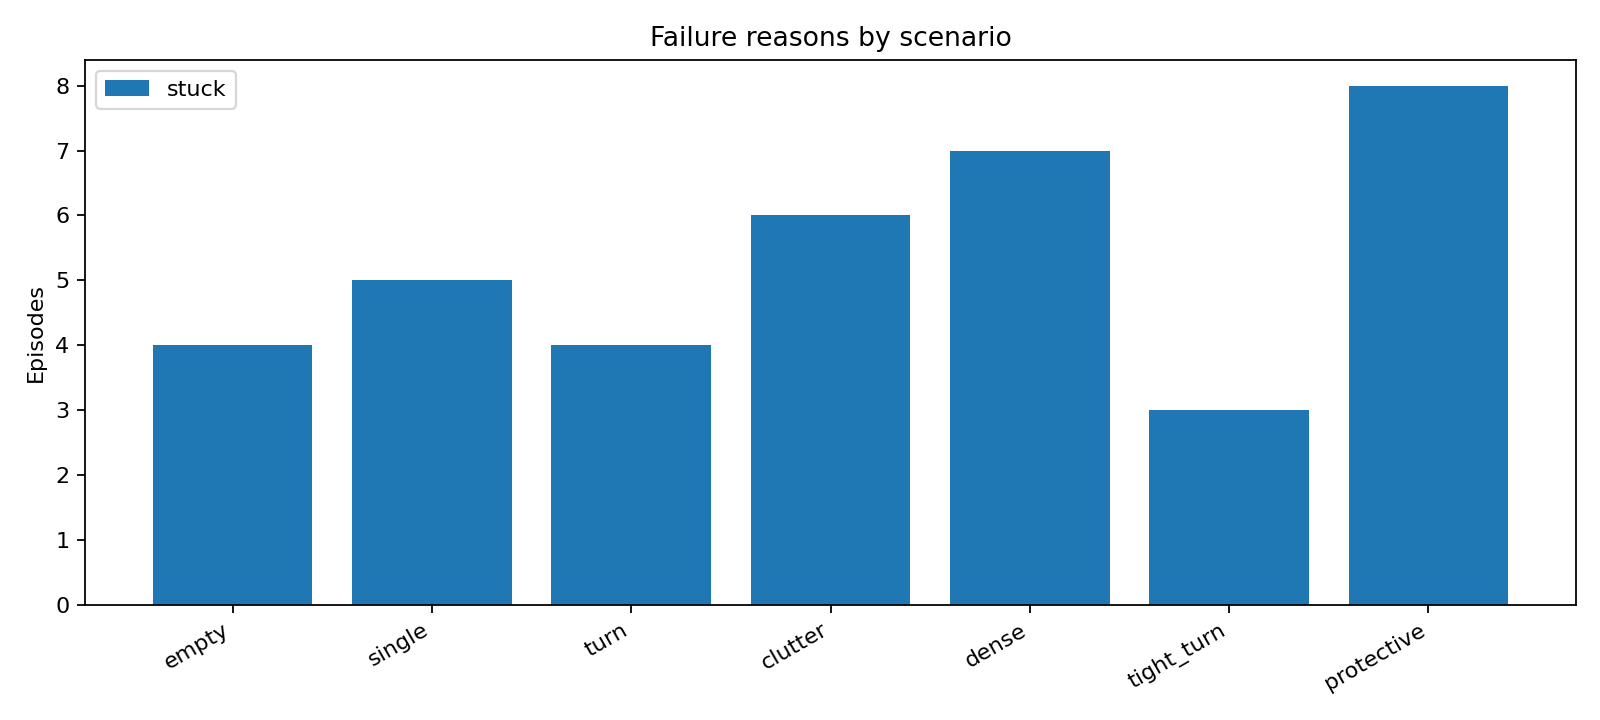 Failure reasons by scenario
stuck
Episodes
8
7
6
5
4
3
2
1
0
empty
single
turn
clutter
dense
tight_turn
protective